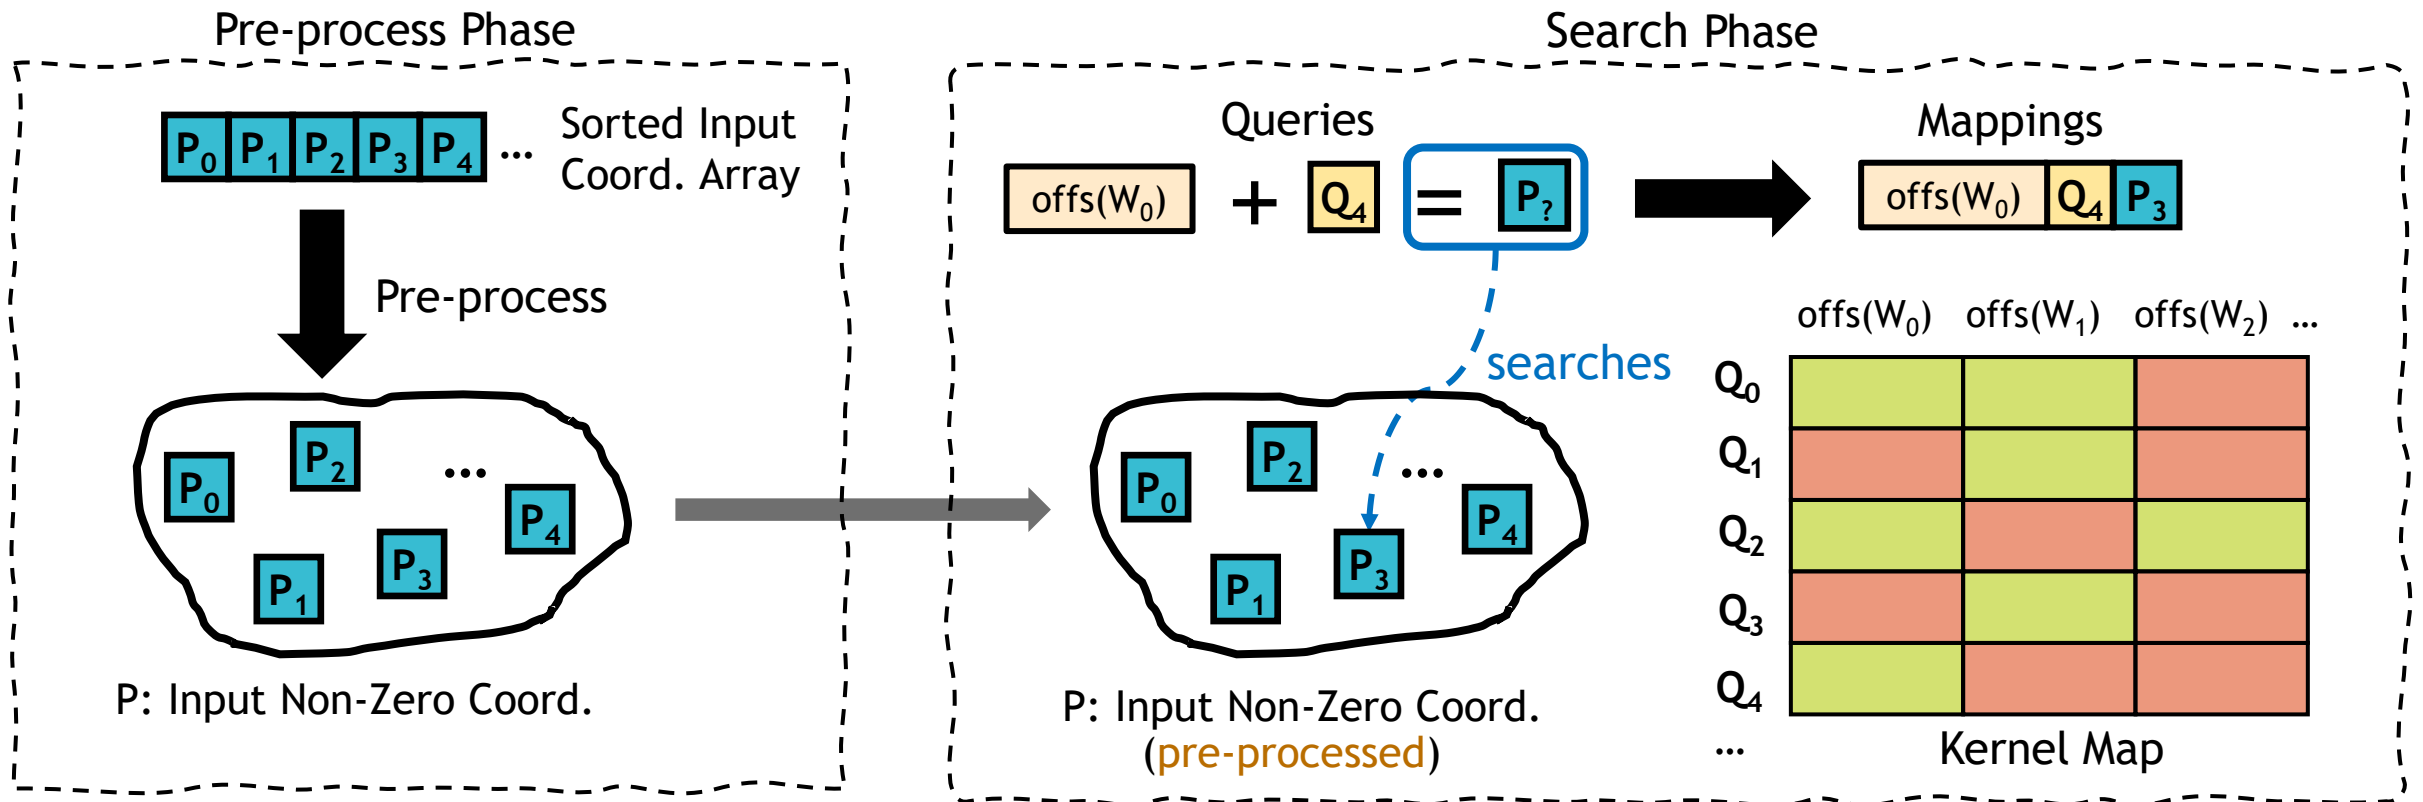 Pre-process Phase
P0 P1 P2 P3 P4 ...
Sorted Input
Coord. Array
Pre-process
P0 P2 ... P4
P1 P3
P: Input Non-Zero Coord.
Search Phase
Queries
offs(W0) + Q4 = P?
Mappings
offs(W0) Q4 P3
searches
P0 P2 ... P4
P1 P3
P: Input Non-Zero Coord.
(pre-processed)
offs(W0) offs(W1) offs(W2) ...
Q0
Q1
Q2
Q3
Q4
...
Kernel Map